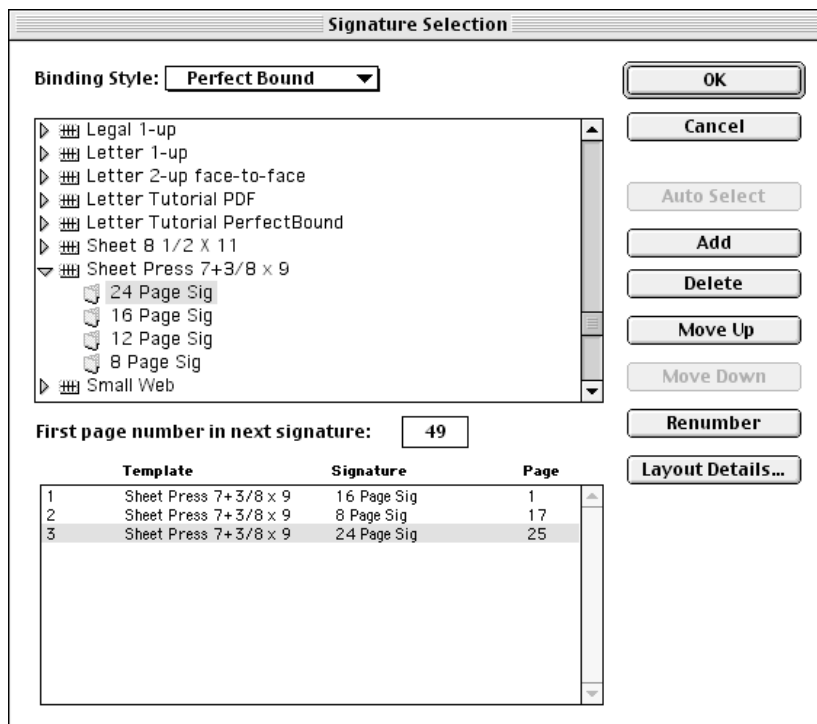 Signature Selection
Binding Style: Perfect Bound
OK
Cancel
Legal 1-up
Letter 1-up
Letter 2-up face-to-face
Letter Tutorial PDF
Letter Tutorial PerfectBound
Sheet 8 1/2 X 11
Sheet Press 7+3/8 x 9
24 Page Sig
16 Page Sig
12 Page Sig
8 Page Sig
Small Web
Auto Select
Add
Delete
Move Up
Move Down
Renumber
Layout Details...
First page number in next signature: 49
Template Signature Page
1 Sheet Press 7+3/8 x 9 16 Page Sig 1
2 Sheet Press 7+3/8 x 9 8 Page Sig 17
3 Sheet Press 7+3/8 x 9 24 Page Sig 25